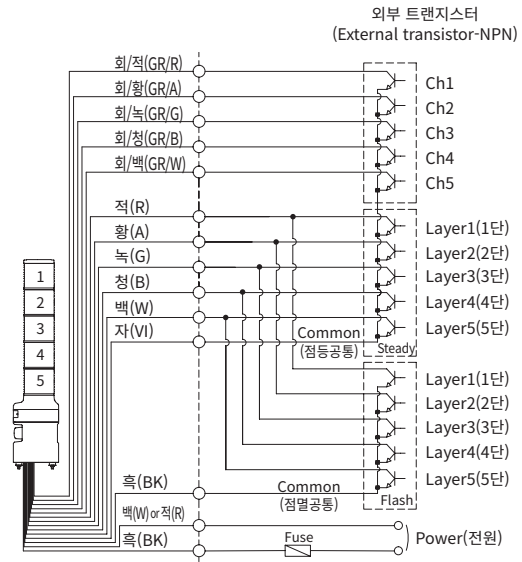 외부 트랜지스터
(External transistor-NPN)
회/적(GR/R)
회/황(GR/A)
회/녹(GR/G)
회/청(GR/B)
회/백(GR/W)
Ch1
Ch2
Ch3
Ch4
Ch5
적(R)
황(A)
녹(G)
청(B)
백(W)
자(VI)
Layer1(1단)
Layer2(2단)
Layer3(3단)
Layer4(4단)
Layer5(5단)
Common
(점등공통)
Steady
1
2
3
4
5
Layer1(1단)
Layer2(2단)
Layer3(3단)
Layer4(4단)
Layer5(5단)
흑(BK)
Common
(점멸공통)
Flash
백(W) or 적(R)
흑(BK)
Fuse
Power(전원)